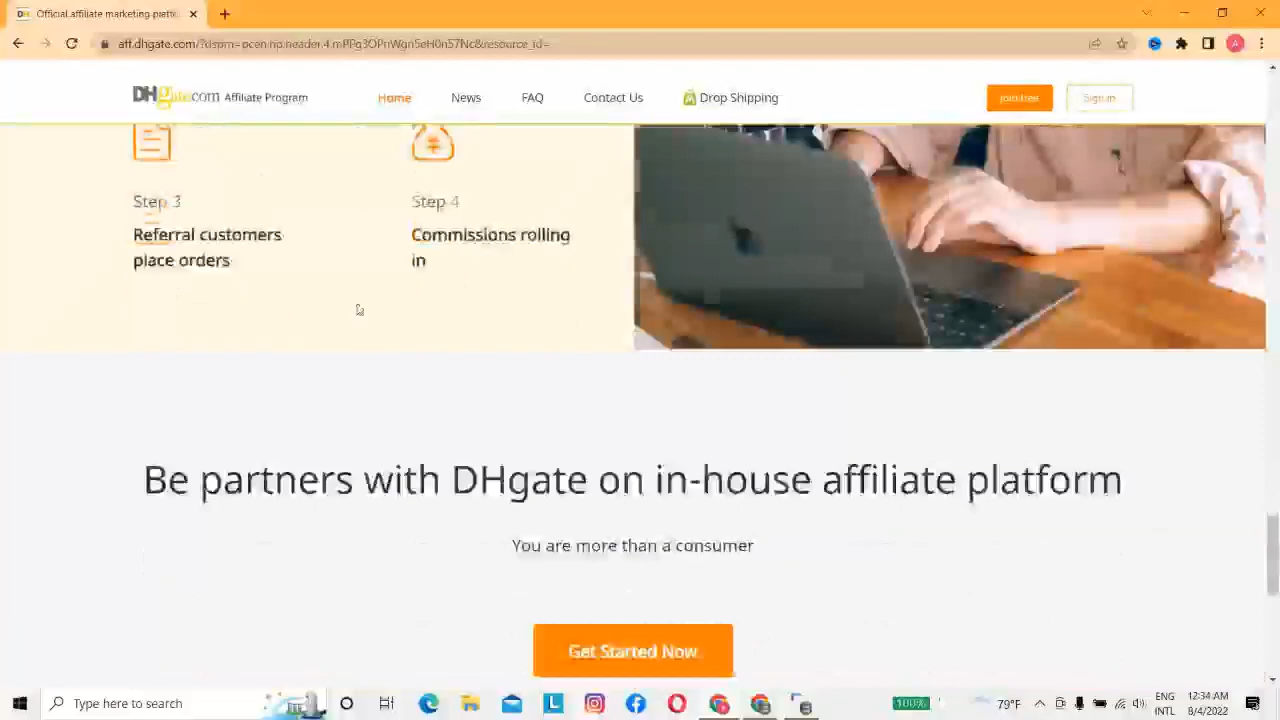 Official affiliate marketing platf
aff.dhgate.com/?
A
DHgate.com Affiliate Program
Home
News
FAQ
Contact Us
Drop Shipping
Join free
Sign in
Step 3
Referral customers
place orders
Step 4
Commissions rolling
in
Be partners with DHgate on in-house affiliate platform
You are more than a consumer
Get Started Now
Type here to search
100%
79°F
ENG
INTL
12:34 AM
8/4/2022